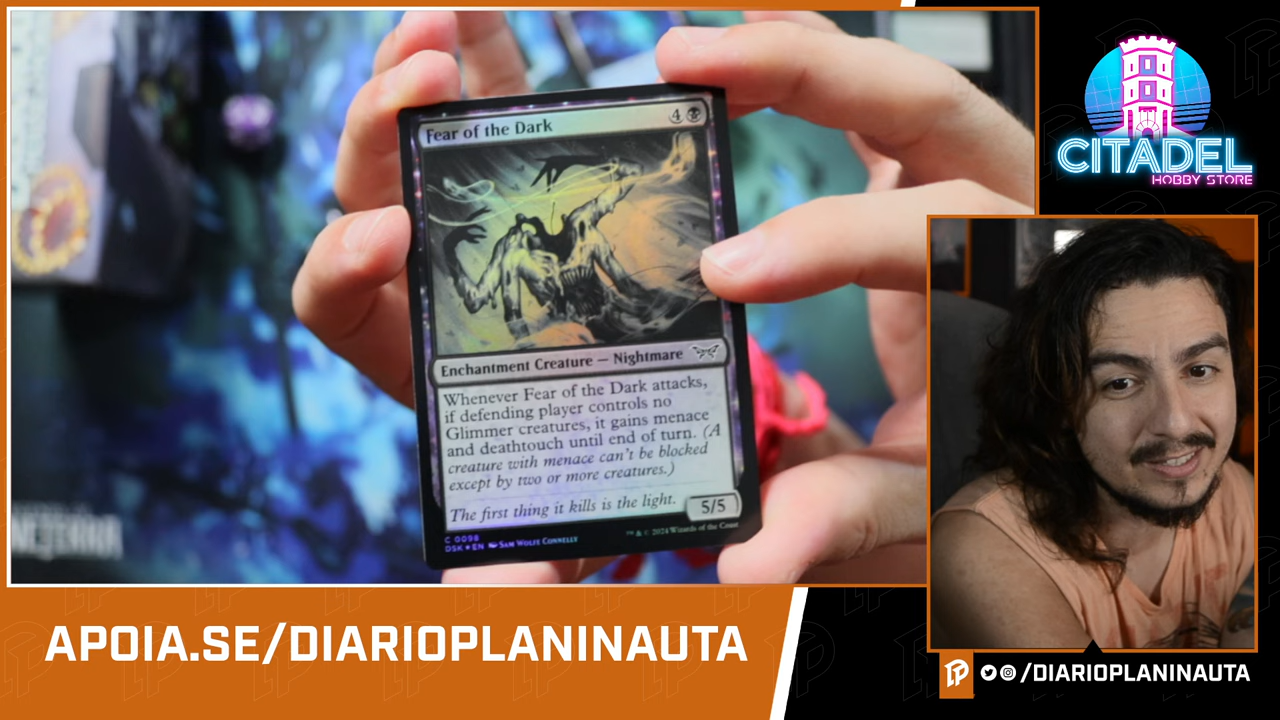 Fear of the Dark
4
Enchantment Creature — Nightmare
Whenever Fear of the Dark attacks,
if defending player controls no
Glimmer creatures, it gains menace
and deathtouch until end of turn. (A
creature with menace can't be blocked
except by two or more creatures.)
The first thing it kills is the light.
5/5
C 0098
DSK ★ EN Sam Wolfe Connelly
™ & © 2024 Wizards of the Coast
CITADEL
HOBBY STORE
APOIA.SE/DIARIOPLANINAUTA
/DIARIOPLANINAUTA